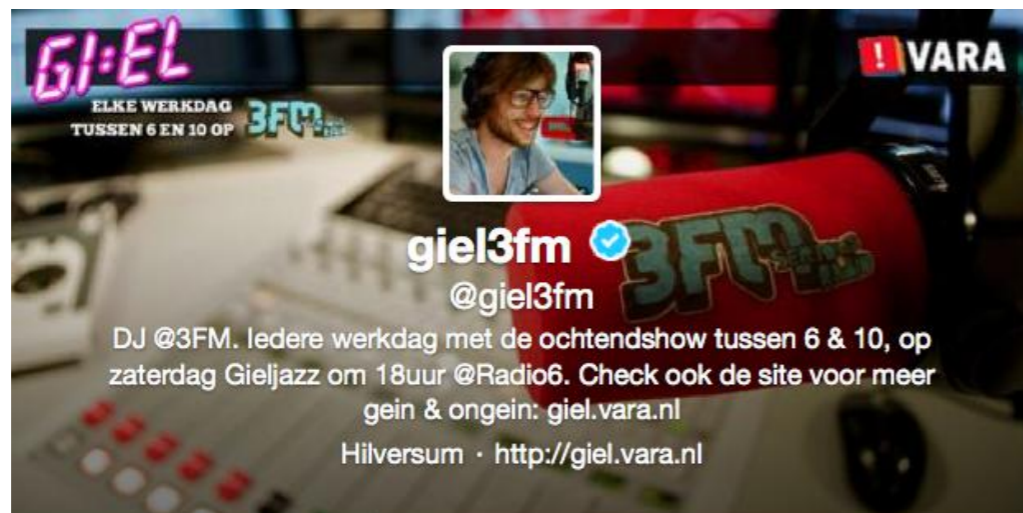 GI:EL
VARA
ELKE WERKDAG
TUSSEN 6 EN 10 OP 3FM
giel3fm
3FM
@giel3fm
DJ @3FM. Iedere werkdag met de ochtendshow tussen 6 & 10, op
zaterdag Gieljazz om 18uur @Radio6. Check ook de site voor meer
gein & ongein: giel.vara.nl
Hilversum · http://giel.vara.nl